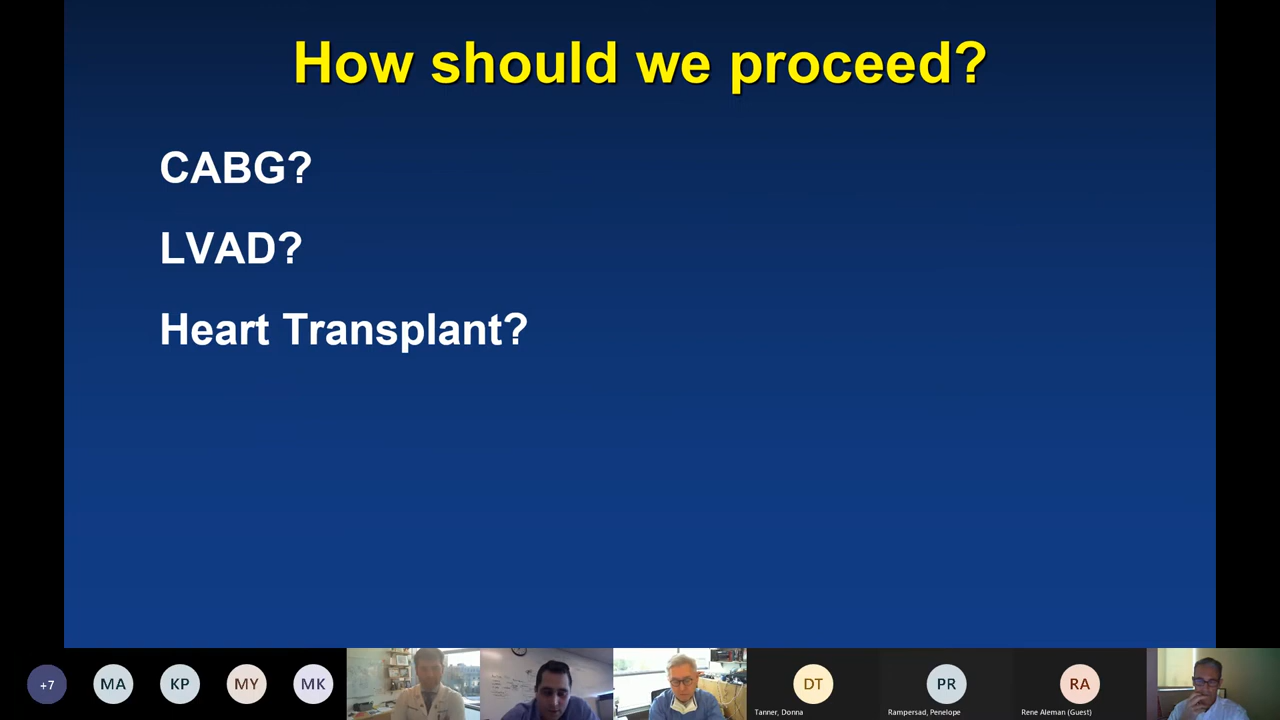 How should we proceed?
CABG?
LVAD?
Heart Transplant?
+7
MA
KP
MY
MK
DT
Tanner, Donna
PR
Rampersad, Penelope
RA
Rene Aleman (Guest)